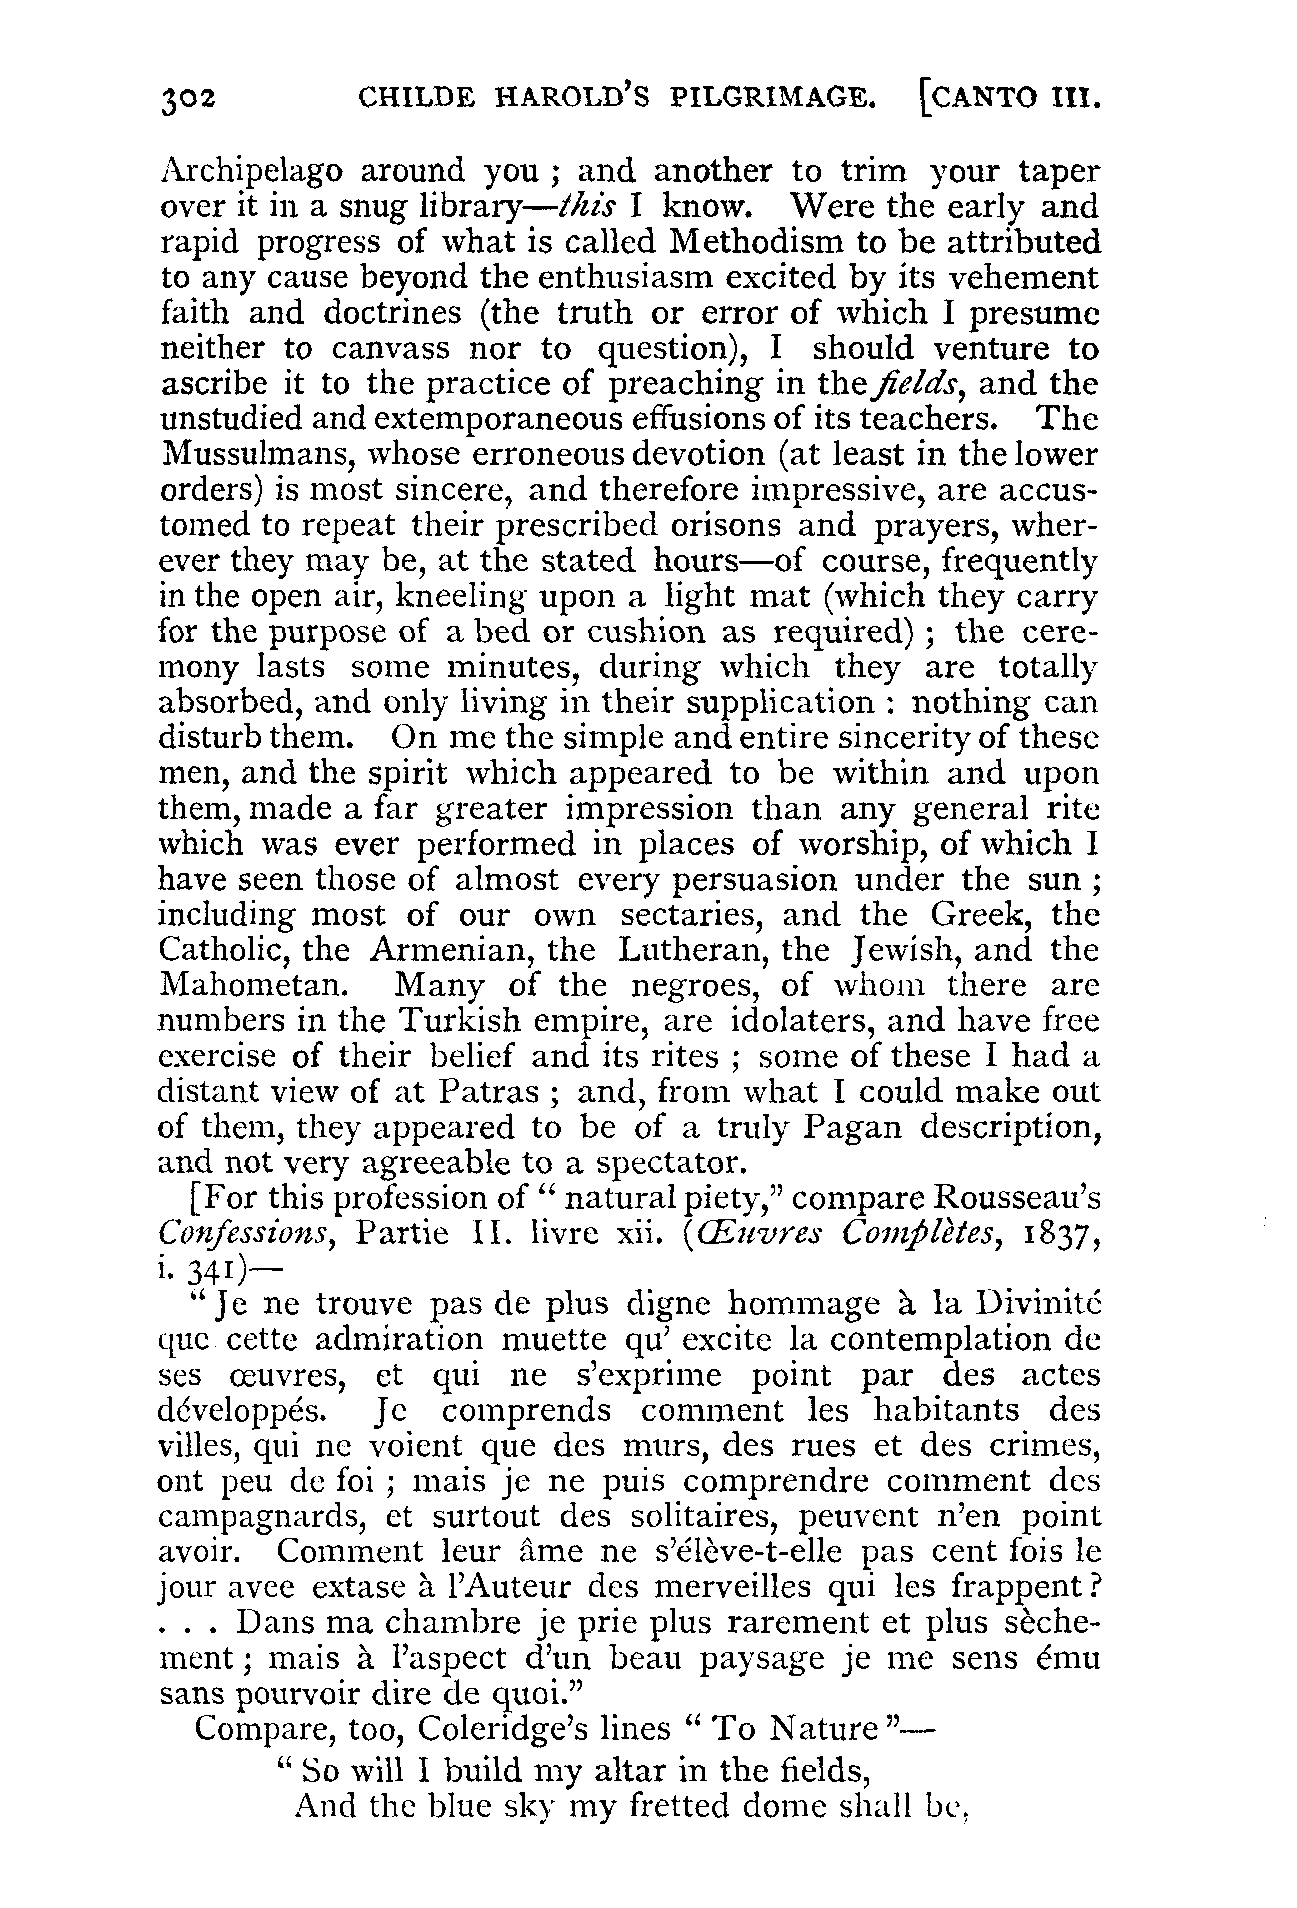 302 CHILDE HAROLD'S PILGRIMAGE. [CANTO III.
Archipelago around you ; and another to trim your taper
over it in a snug library—this I know. Were the early and
rapid progress of what is called Methodism to be attributed
to any cause beyond the enthusiasm excited by its vehement
faith and doctrines (the truth or error of which I presume
neither to canvass nor to question), I should venture to
ascribe it to the practice of preaching in the fields, and the
unstudied and extemporaneous effusions of its teachers. The
Mussulmans, whose erroneous devotion (at least in the lower
orders) is most sincere, and therefore impressive, are accus-
tomed to repeat their prescribed orisons and prayers, wher-
ever they may be, at the stated hours—of course, frequently
in the open air, kneeling upon a light mat (which they carry
for the purpose of a bed or cushion as required) ; the cere-
mony lasts some minutes, during which they are totally
absorbed, and only living in their supplication : nothing can
disturb them. On me the simple and entire sincerity of these
men, and the spirit which appeared to be within and upon
them, made a far greater impression than any general rite
which was ever performed in places of worship, of which I
have seen those of almost every persuasion under the sun ;
including most of our own sectaries, and the Greek, the
Catholic, the Armenian, the Lutheran, the Jewish, and the
Mahometan. Many of the negroes, of whom there are
numbers in the Turkish empire, are idolaters, and have free
exercise of their belief and its rites ; some of these I had a
distant view of at Patras ; and, from what I could make out
of them, they appeared to be of a truly Pagan description,
and not very agreeable to a spectator.
[For this profession of " natural piety," compare Rousseau's
Confessions, Partie II. livre xii. (Œuvres Complètes, 1837,
i. 341)—
"Je ne trouve pas de plus digne hommage à la Divinité
que cette admiration muette qu' excite la contemplation de
ses œuvres, et qui ne s'exprime point par des actes
développés. Je comprends comment les habitants des
villes, qui ne voient que des murs, des rues et des crimes,
ont peu de foi ; mais je ne puis comprendre comment des
campagnards, et surtout des solitaires, peuvent n'en point
avoir. Comment leur âme ne s'élève-t-elle pas cent fois le
jour avec extase à l'Auteur des merveilles qui les frappent ?
. . . Dans ma chambre je prie plus rarement et plus sèche-
ment ; mais à l'aspect d'un beau paysage je me sens ému
sans pourvoir dire de quoi."
Compare, too, Coleridge's lines " To Nature "—
" So will I build my altar in the fields,
And the blue sky my fretted dome shall be,